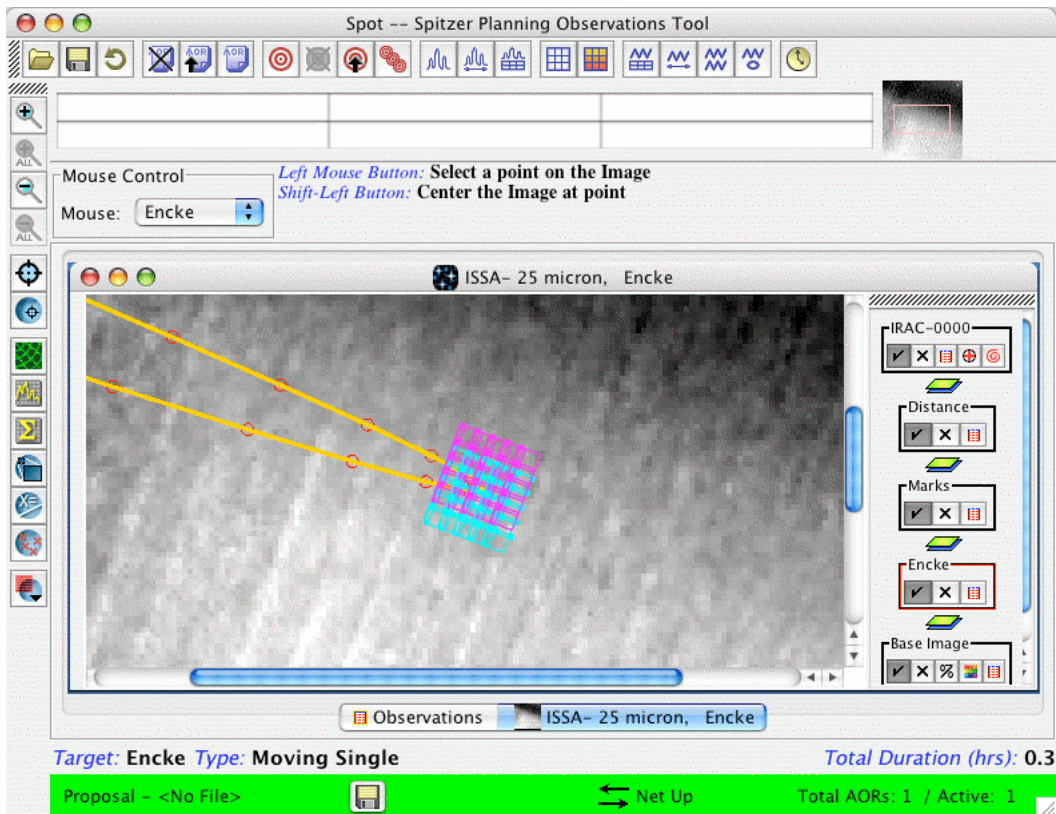 Spot -- Spitzer Planning Observations Tool
AOR AOR AOR
ALL
ALL
Mouse Control
Mouse: Encke
Left Mouse Button: Select a point on the Image
Shift-Left Button: Center the Image at point
ISSA- 25 micron, Encke
IRAC-0000
Distance
Marks
Encke
Base Image
%
X=
Observations
ISSA- 25 micron, Encke
Target: Encke Type: Moving Single
Total Duration (hrs): 0.3
Proposal - <No File>
Net Up
Total AORs: 1 / Active: 1